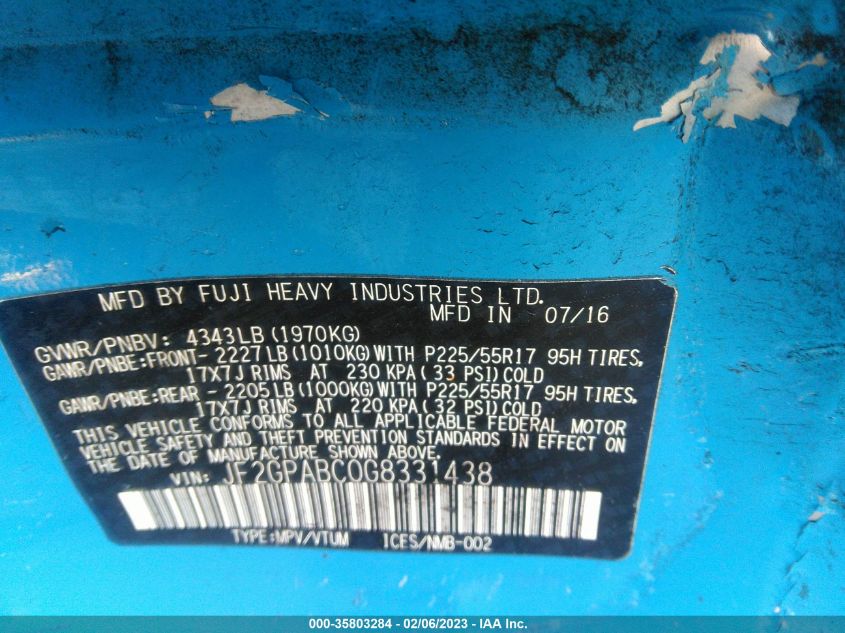 MFD BY FUJI HEAVY INDUSTRIES LTD.
MFD IN 07/16
GVWR/PNBV: 4343LB (1970KG)
GAWR/PNBE:FRONT- 2227LB (1010KG) WITH P225/55R17 95H TIRES,
17X7J RIMS AT 230 KPA( 33 PSI) COLD
GAWR/PNBE:REAR - 2205LB (1000KG) WITH P225/55R17 95H TIRES,
17X7J RIMS AT 220 KPA( 32 PSI) COLD
THIS VEHICLE CONFORMS TO ALL APPLICABLE FEDERAL MOTOR
VEHICLE SAFETY AND THEFT PREVENTION STANDARDS IN EFFECT ON
THE DATE OF MANUFACTURE SHOWN ABOVE.
VIN: JF2GPABC0G8331438
TYPE:MPV/VTUM ICES/NMB-002
000-35803284 - 02/06/2023 - IAA Inc.